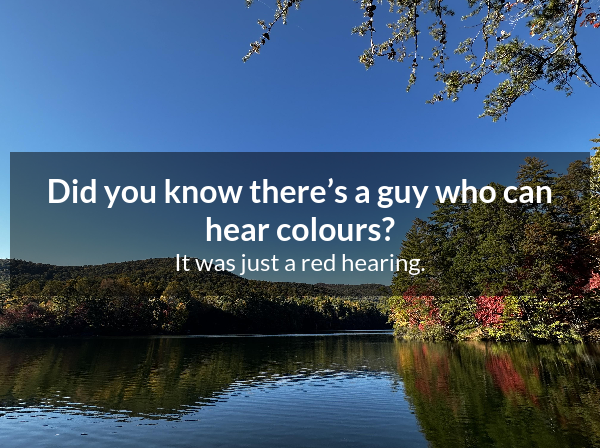 Did you know there’s a guy who can
hear colours?
It was just a red hearing.